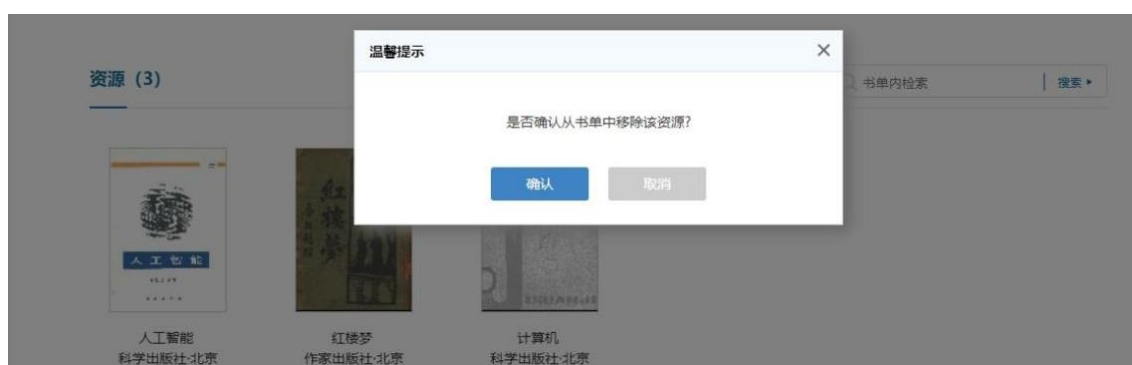 温馨提示
资源（3）
书单内检索
搜索
是否确认从书单中移除该资源?
确认
取消
红楼梦
人工智能
人工智能
红楼梦
计算机
科学出版社·北京
作家出版社·北京
科学出版社·北京